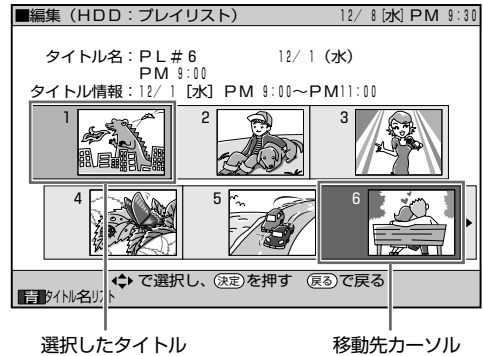 ■編集（HDD：プレイリスト） 12/ 8[水] PM 9:30
タイトル名：PL＃6 12/ 1（水）
PM 9:00
タイトル情報：12/ 1［水］PM 9:00〜PM11:00
1 2 3
4 5 6
で選択し、決定を押す 戻るで戻る
青 タイトル名リスト
選択したタイトル 移動先カーソル